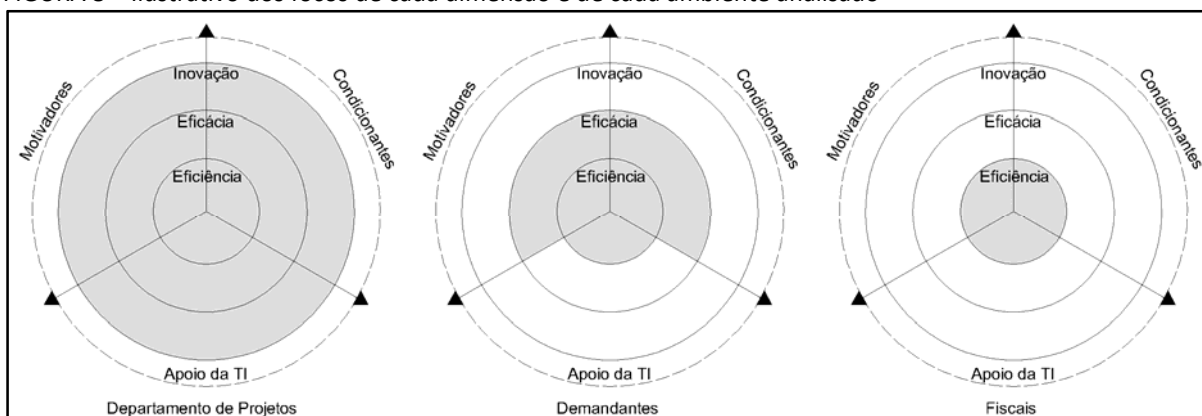 FIGURA 8 – Ilustrativo dos focos de cada dimensão e de cada ambiente analisado
Motivadores
Condicionantes
Inovação
Eficácia
Eficiência
Apoio da TI
Departamento de Projetos
Motivadores
Condicionantes
Inovação
Eficácia
Eficiência
Apoio da TI
Demandantes
Motivadores
Condicionantes
Inovação
Eficácia
Eficiência
Apoio da TI
Fiscais